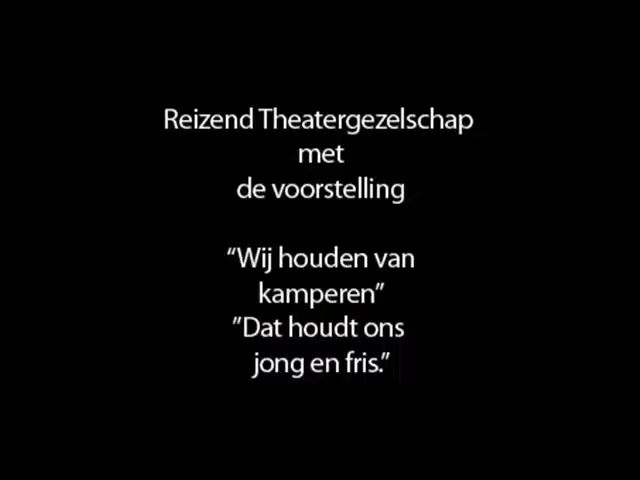 Reizend Theatergezelschap
met
de voorstelling
“Wij houden van
kamperen”
”Dat houdt ons
jong en fris.”